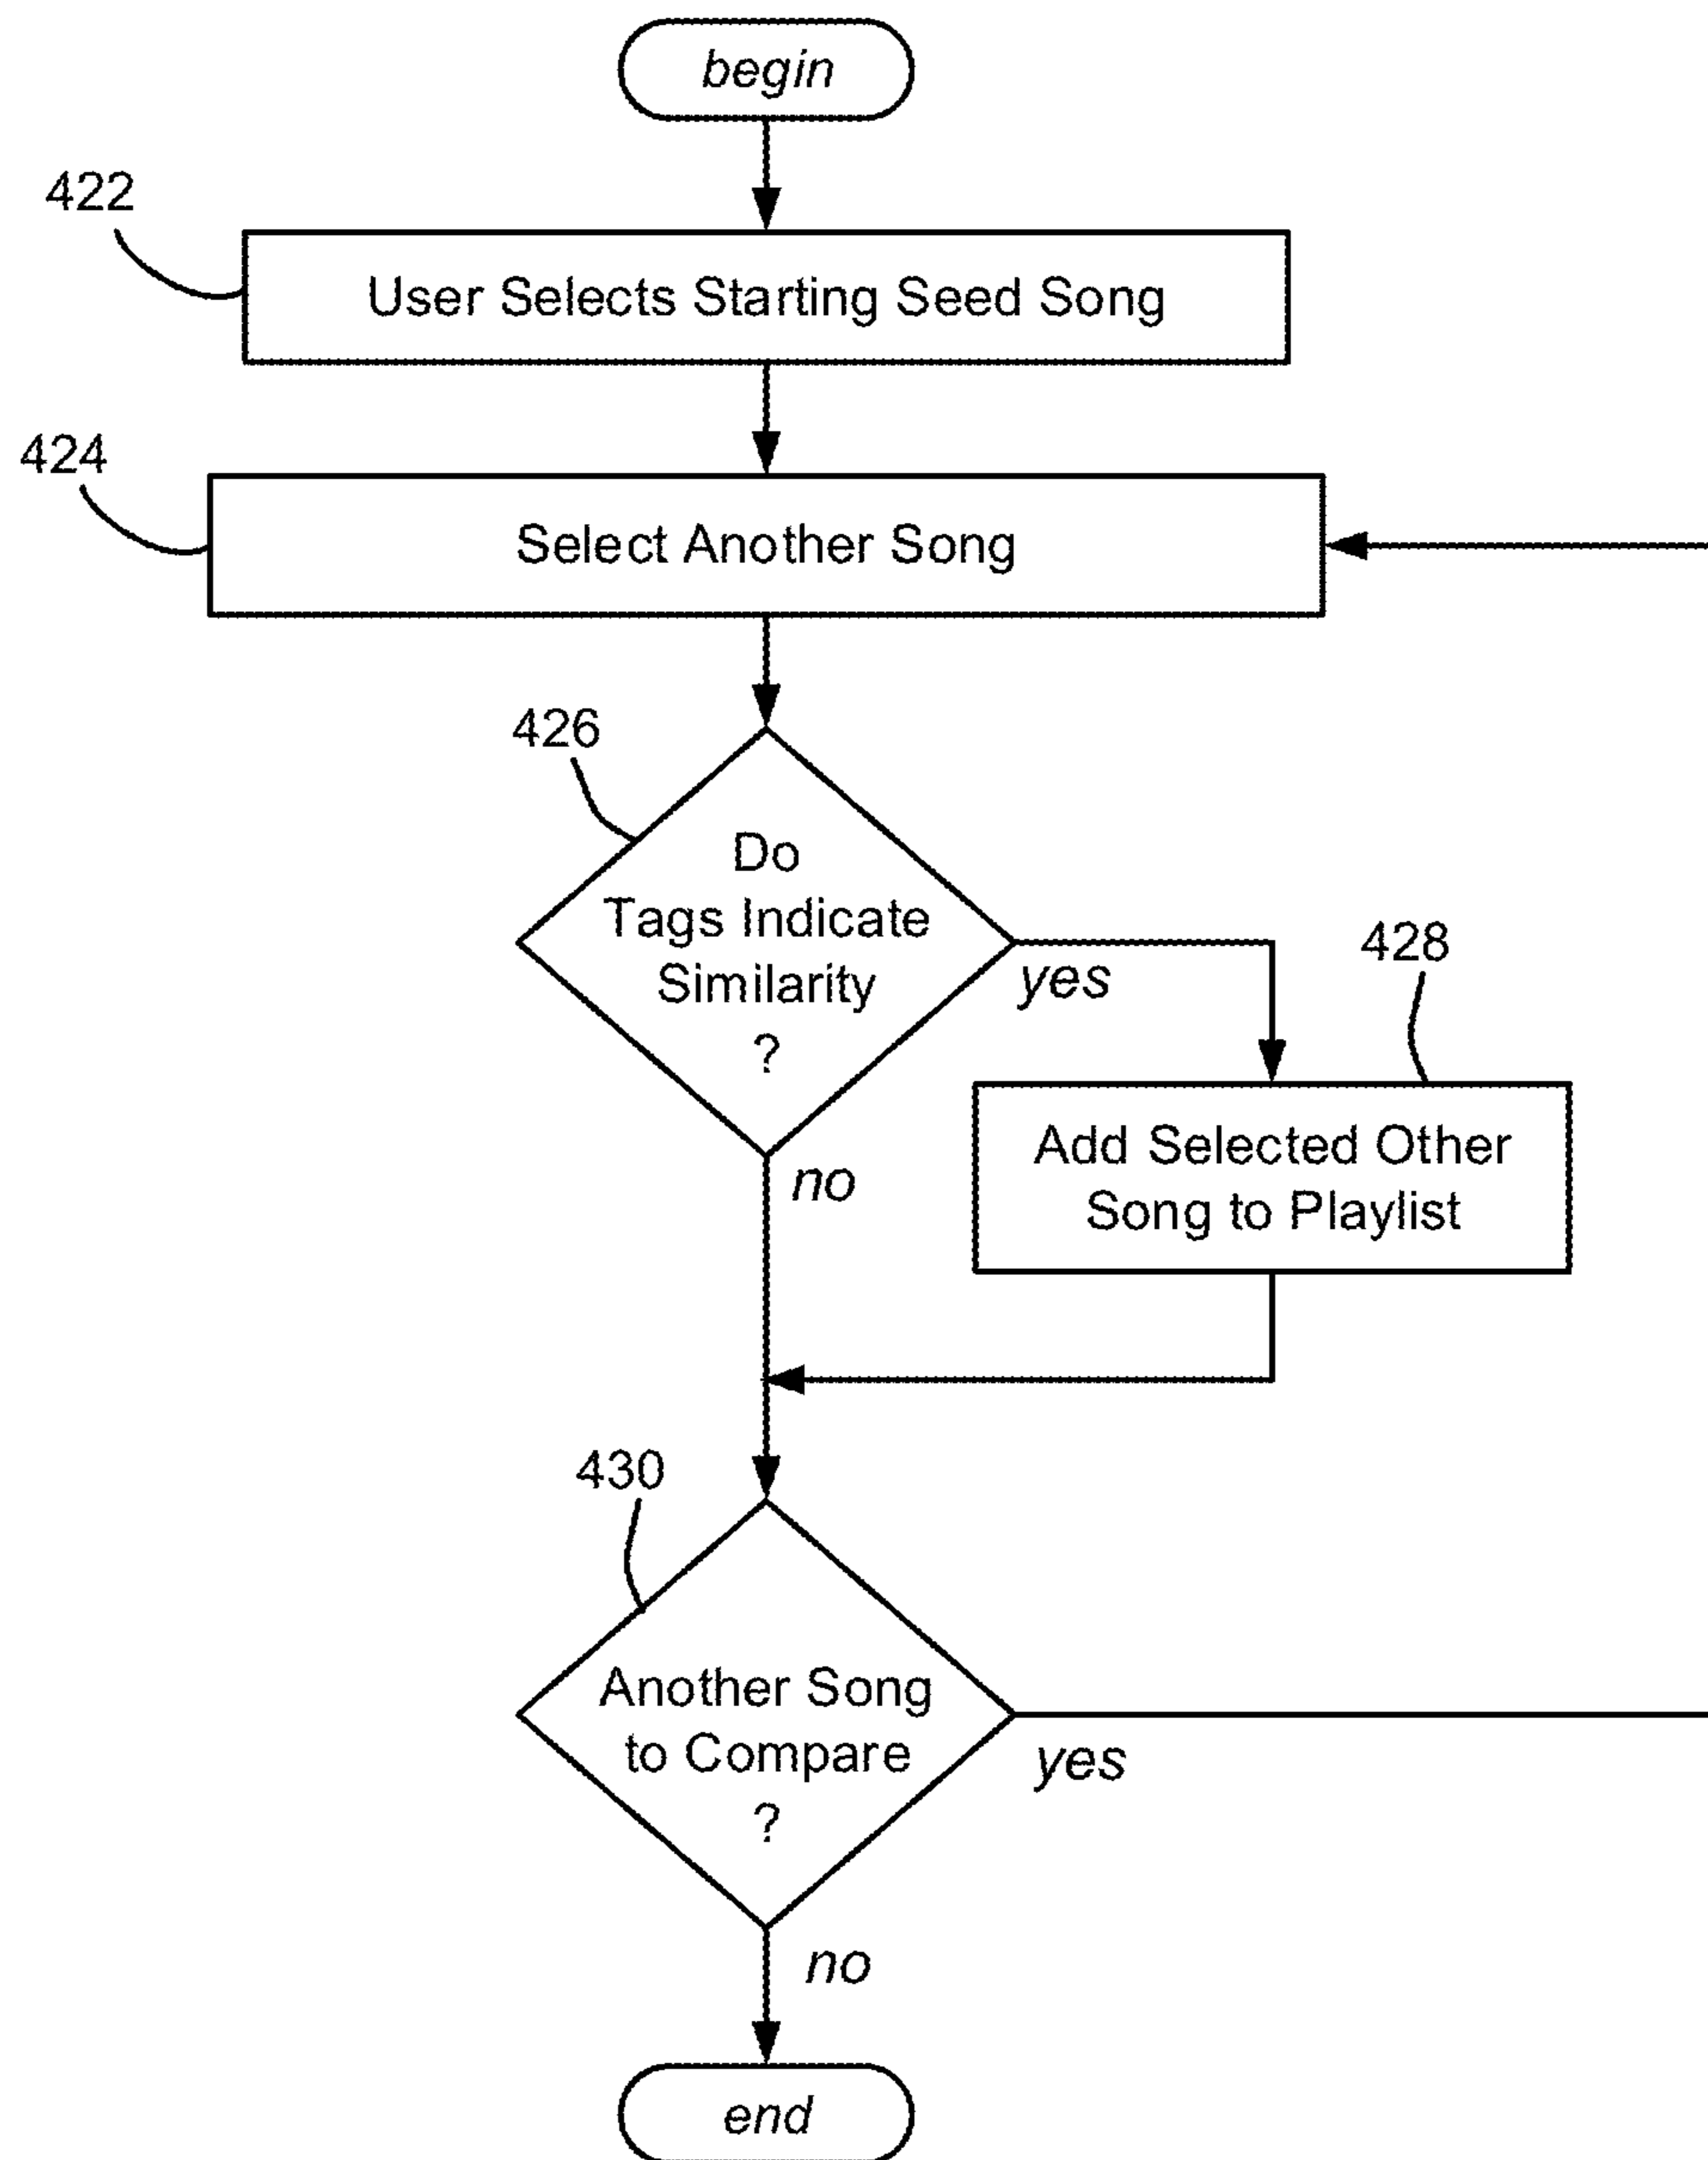 begin
422
User Selects Starting Seed Song
424
Select Another Song
426
Do
Tags Indicate
Similarity
?
yes
428
Add Selected Other
Song to Playlist
no
430
Another Song
to Compare
?
yes
no
end